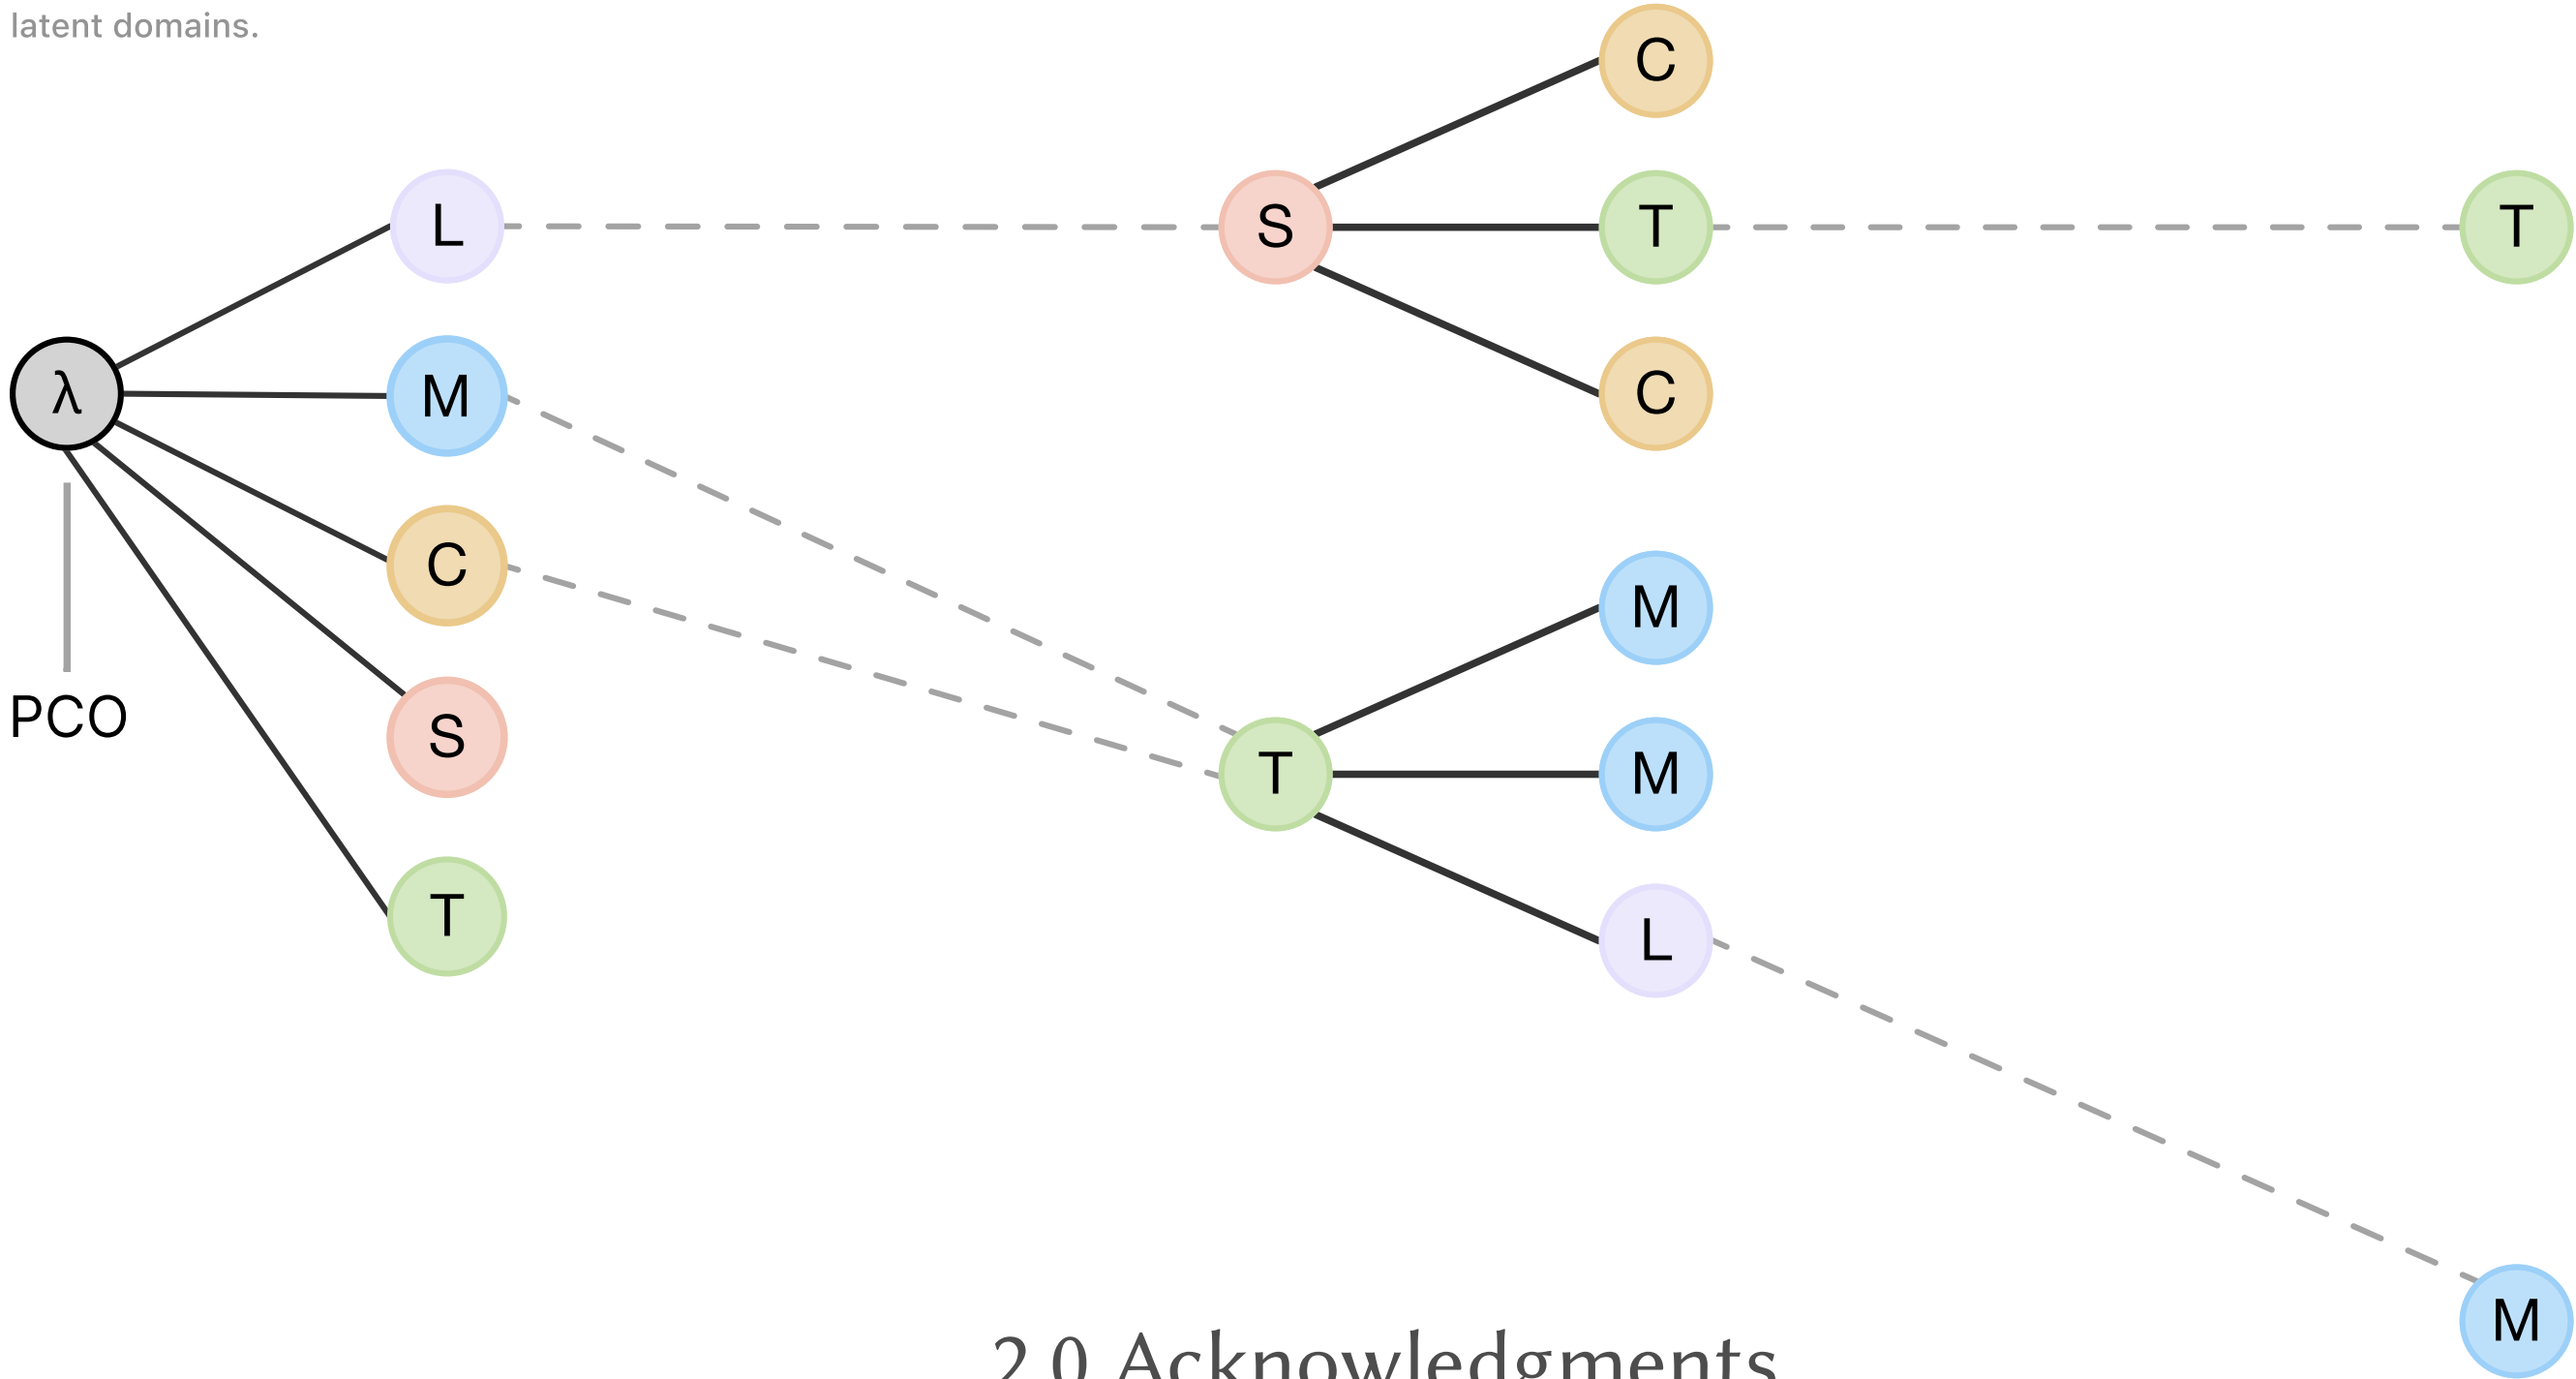 latent domains.
C
L
S
T
T
λ
M
C
C
M
PCO
S
T
M
T
L
M
2.0 Acknowledgments